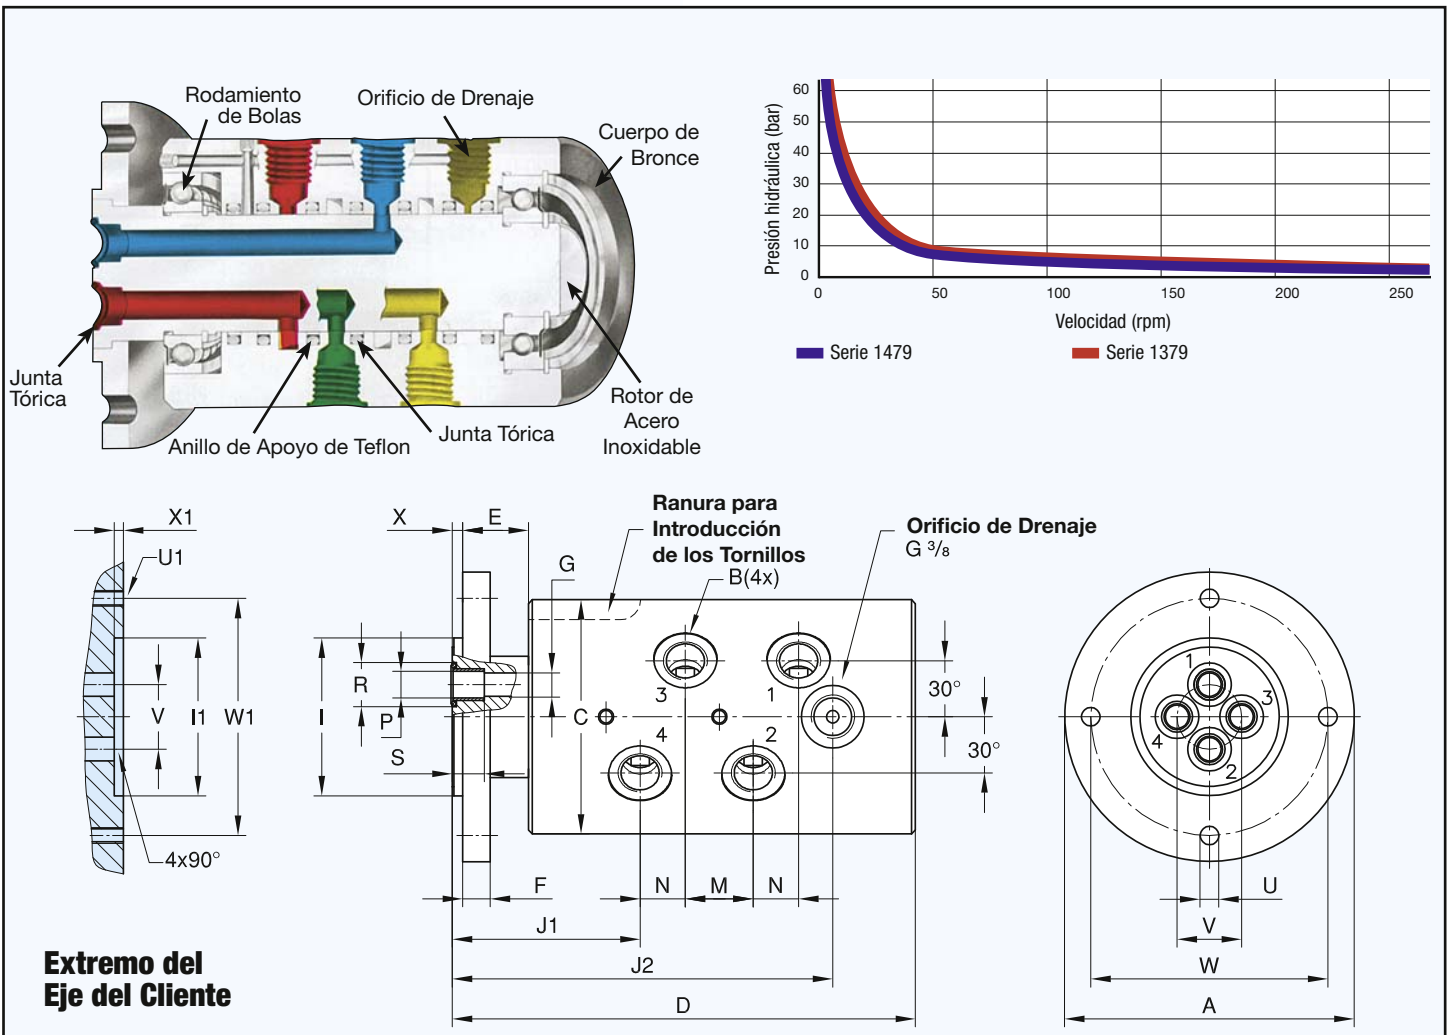 Rodamiento
de Bolas
Orificio de Drenaje
Cuerpo de
Bronce
Junta
Tórica
Anillo de Apoyo de Teflon
Junta Tórica
Rotor de
Acero
Inoxidable
Presión hidráulica (bar)
60
50
40
30
20
10
0
0 50 100 150 200 250
Velocidad (rpm)
Serie 1479
Serie 1379
X1
U1
V
I1
W1
4x90°
Extremo del
Eje del Cliente
X
E
G
Ranura para
Introducción
de los Tornillos
B(4x)
Orificio de Drenaje
G 3/8
R
P
S
I
C
3
1
4
2
30°
30°
F
N
M
N
J1
J2
D
1
3
4
2
U
V
W
A